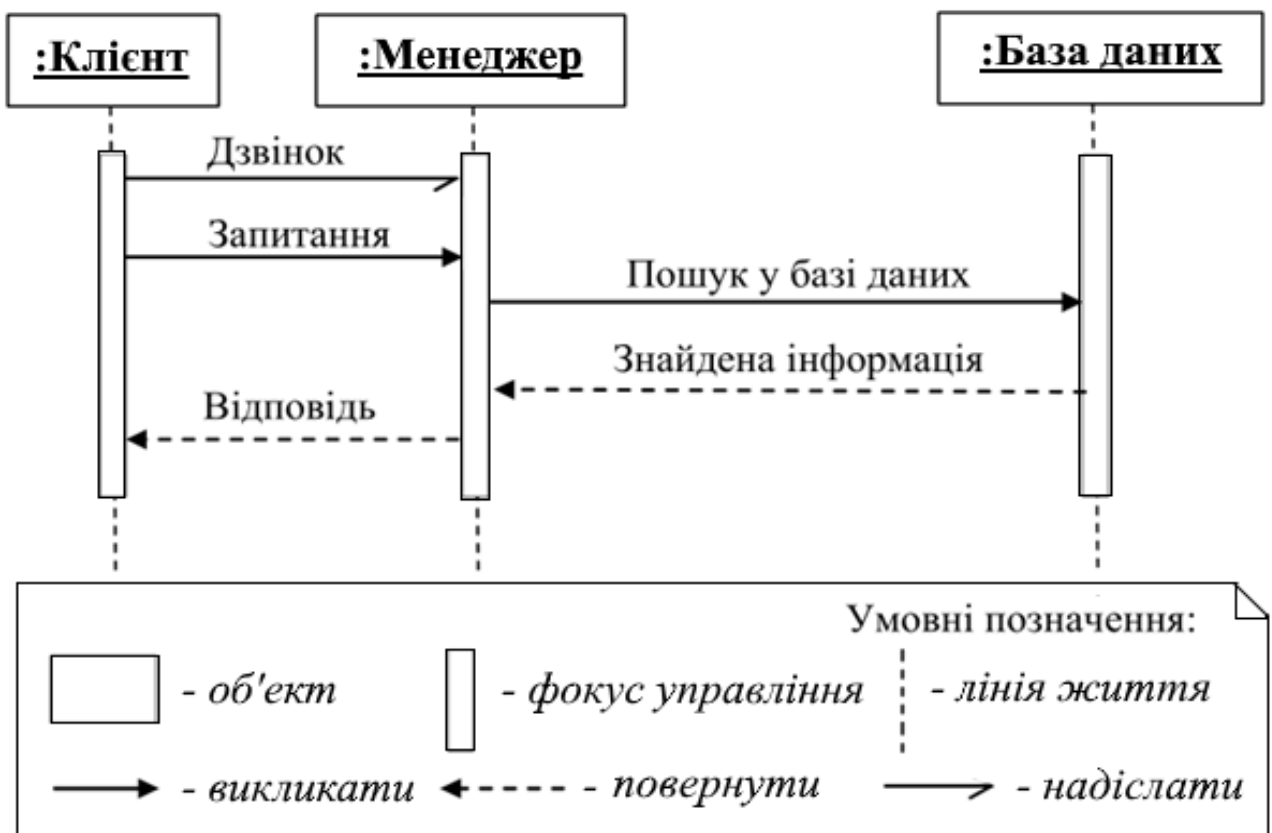 :Клієнт
:Менеджер
:База даних
Дзвінок
Запитання
Пошук у базі даних
Знайдена інформація
Відповідь
Умовні позначення:
- об'ект
- фокус управління
- лінія життя
- викликати
- повернути
- надіслати